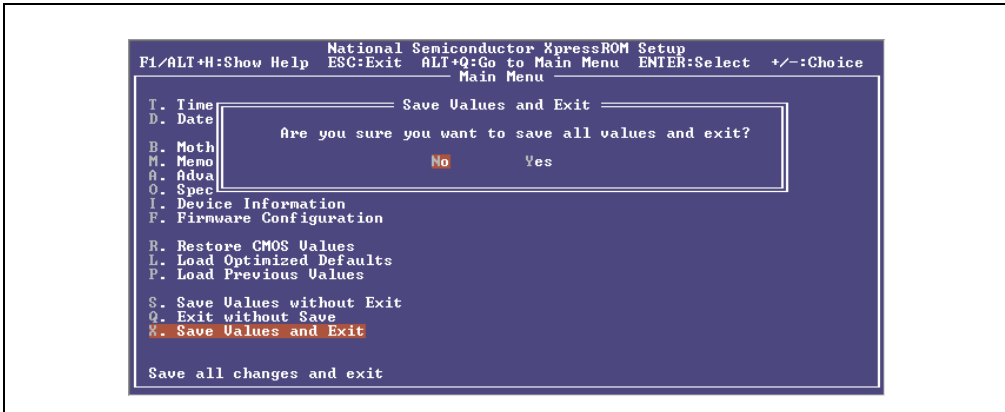 National Semiconductor XpressROM Setup
F1/ALT+H:Show Help ESC:Exit ALT+Q:Go to Main Menu ENTER:Select +/-:Choice
Main Menu
Save Values and Exit
T. Time
D. Date
Are you sure you want to save all values and exit?
B. Moth
M. Memo
No Yes
A. Adva
O. Spec
I. Device Information
F. Firmware Configuration
R. Restore CMOS Values
L. Load Optimized Defaults
P. Load Previous Values
S. Save Values without Exit
Q. Exit without Save
X. Save Values and Exit
Save all changes and exit